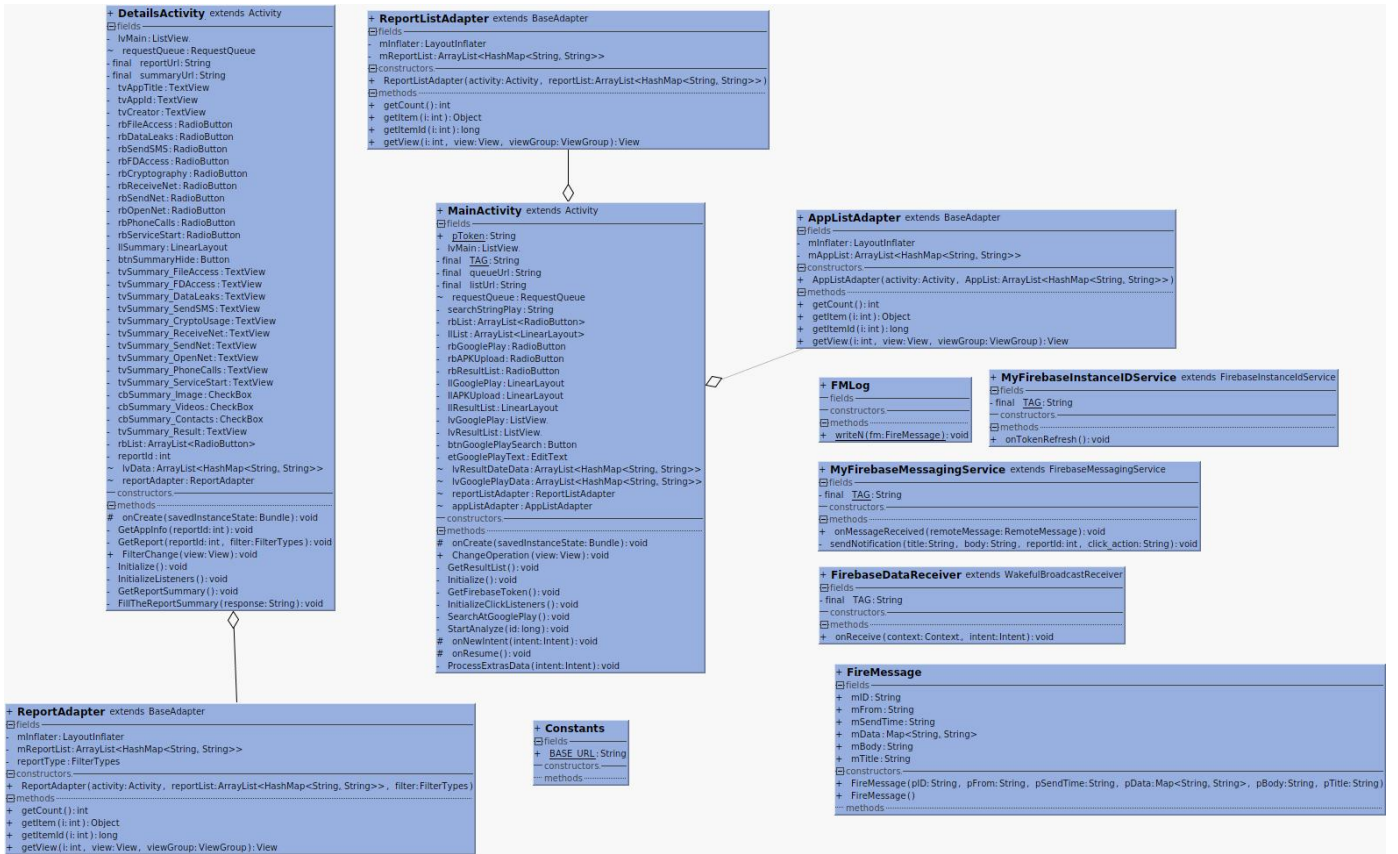 + DetailsActivity extends Activity
fields
- lvMain:ListView
~ requestQueue:RequestQueue
- final reportUrl:String
- final summaryUrl:String
- tvAppTitle:TextView
- tvAppId:TextView
- tvCreator:TextView
- rbFileAccess:RadioButton
- rbDataLeaks:RadioButton
- rbSendSMS:RadioButton
- rbFDAccess:RadioButton
- rbCryptography:RadioButton
- rbReceiveNet:RadioButton
- rbSendNet:RadioButton
- rbOpenNet:RadioButton
- rbPhoneCalls:RadioButton
- rbServiceStart:RadioButton
- llSummary:LinearLayout
- btnSummaryHide:Button
- tvSummary_FileAccess:TextView
- tvSummary_FDAccess:TextView
- tvSummary_DataLeaks:TextView
- tvSummary_SendSMS:TextView
- tvSummary_CryptoUsage:TextView
- tvSummary_ReceiveNet:TextView
- tvSummary_SendNet:TextView
- tvSummary_OpenNet:TextView
- tvSummary_PhoneCalls:TextView
- tvSummary_ServiceStart:TextView
- cbSummary_Image:CheckBox
- cbSummary_Videos:CheckBox
- cbSummary_Contacts:CheckBox
- tvSummary_Result:TextView
- rbList:ArrayList<RadioButton>
- reportId:int
~ lvData:ArrayList<HashMap<String, String>>
~ reportAdapter:ReportAdapter
constructors
methods
# onCreate(savedInstanceState:Bundle):void
- GetAppInfo(reportId:int):void
- GetReport(reportId:int, filter:FilterTypes):void
+ FilterChange(view:View):void
- Initialize():void
- InitializeListeners():void
- GetReportSummary():void
- FillTheReportSummary(response:String):void
+ ReportListAdapter extends BaseAdapter
fields
- mInflater:LayoutInflater
- mReportList:ArrayList<HashMap<String, String>>
constructors
+ ReportListAdapter(activity:Activity, reportList:ArrayList<HashMap<String, String>>)
methods
+ getCount():int
+ getItem(i:int):Object
+ getItemId(i:int):long
+ getView(i:int, view:View, viewGroup:ViewGroup):View
+ MainActivity extends Activity
fields
+ pToken:String
- lvMain:ListView
- final TAG:String
- final queueUrl:String
- final listUrl:String
~ requestQueue:RequestQueue
- searchStringPlay:String
- rbList:ArrayList<RadioButton>
- llList:ArrayList<LinearLayout>
- rbGooglePlay:RadioButton
- rbAPKUpload:RadioButton
- rbResultList:RadioButton
- llGooglePlay:LinearLayout
- llAPKUpload:LinearLayout
- llResultList:LinearLayout
- lvGooglePlay:ListView
- lvResultList:ListView
- btnGooglePlaySearch:Button
- etGooglePlayText:EditText
~ lvResultDateData:ArrayList<HashMap<String, String>>
~ lvGooglePlayData:ArrayList<HashMap<String, String>>
~ reportListAdapter:ReportListAdapter
~ appListAdapter:AppListAdapter
constructors
methods
# onCreate(savedInstanceState:Bundle):void
+ ChangeOperation(view:View):void
- GetResultList():void
- Initialize():void
- GetFirebaseToken():void
- InitializeClickListeners():void
- SearchAtGooglePlay():void
- StartAnalyze(id:long):void
# onNewIntent(intent:Intent):void
# onResume():void
- ProcessExtrasData(intent:Intent):void
+ AppListAdapter extends BaseAdapter
fields
- mInflater:LayoutInflater
- mAppList:ArrayList<HashMap<String, String>>
constructors
+ AppListAdapter(activity:Activity, AppList:ArrayList<HashMap<String, String>>)
methods
+ getCount():int
+ getItem(i:int):Object
+ getItemId(i:int):long
+ getView(i:int, view:View, viewGroup:ViewGroup):View
+ FMLog
fields
constructors
methods
+ writeN(fm:FireMessage):void
+ MyFirebaseInstanceIDService extends FirebaseInstanceIdService
fields
- final TAG:String
constructors
methods
+ onTokenRefresh():void
+ MyFirebaseMessagingService extends FirebaseMessagingService
fields
- final TAG:String
constructors
methods
+ onMessageReceived(remoteMessage:RemoteMessage):void
- sendNotification(title:String, body:String, reportId:int, click_action:String):void
+ FirebaseDataReceiver extends WakefulBroadcastReceiver
fields
- final TAG:String
constructors
methods
+ onReceive(context:Context, intent:Intent):void
+ FireMessage
fields
+ mID:String
+ mFrom:String
+ mSendTime:String
+ mData:Map<String, String>
+ mBody:String
+ mTitle:String
constructors
+ FireMessage(pID:String, pFrom:String, pSendTime:String, pData:Map<String, String>, pBody:String, pTitle:String)
+ FireMessage()
methods
+ ReportAdapter extends BaseAdapter
fields
- mInflater:LayoutInflater
- mReportList:ArrayList<HashMap<String, String>>
- reportType:FilterTypes
constructors
+ ReportAdapter(activity:Activity, reportList:ArrayList<HashMap<String, String>>, filter:FilterTypes)
methods
+ getCount():int
+ getItem(i:int):Object
+ getItemId(i:int):long
+ getView(i:int, view:View, viewGroup:ViewGroup):View
+ Constants
fields
+ BASE_URL:String
constructors
methods